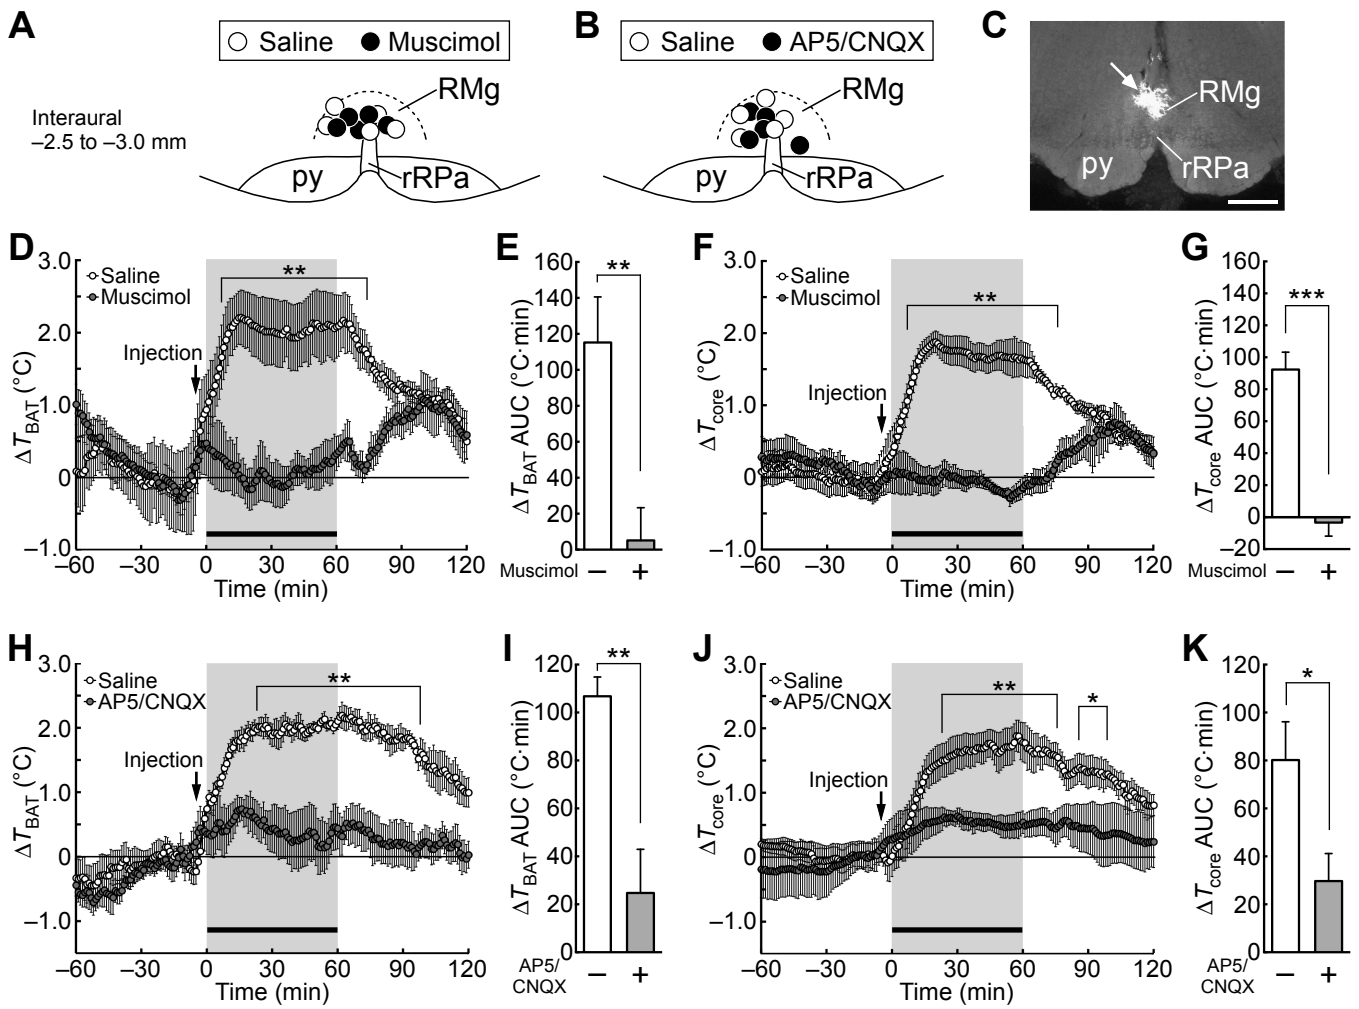 A
Saline Muscimol
Interaural
–2.5 to –3.0 mm
RMg
py
rRPa
B
Saline AP5/CNQX
RMg
py
rRPa
C
RMg
py
rRPa
D
ΔTBAT (°C)
3.0
2.0
1.0
0
–1.0
Saline
Muscimol
Injection
**
–60 –30 0 30 60 90 120
Time (min)
E
ΔTBAT AUC (°C·min)
160
140
120
100
80
60
40
20
0
**
Muscimol – +
F
ΔTcore (°C)
3.0
2.0
1.0
0
–1.0
Saline
Muscimol
Injection
**
–60 –30 0 30 60 90 120
Time (min)
G
ΔTcore AUC (°C·min)
160
140
120
100
80
60
40
20
0
–20
***
Muscimol – +
H
ΔTBAT (°C)
3.0
2.0
1.0
0
–1.0
Saline
AP5/CNQX
Injection
**
–60 –30 0 30 60 90 120
Time (min)
I
ΔTBAT AUC (°C·min)
120
100
80
60
40
20
0
**
AP5/
CNQX – +
J
ΔTcore (°C)
3.0
2.0
1.0
0
–1.0
Saline
AP5/CNQX
Injection
** *
–60 –30 0 30 60 90 120
Time (min)
K
ΔTcore AUC (°C·min)
120
100
80
60
40
20
0
*
AP5/
CNQX – +